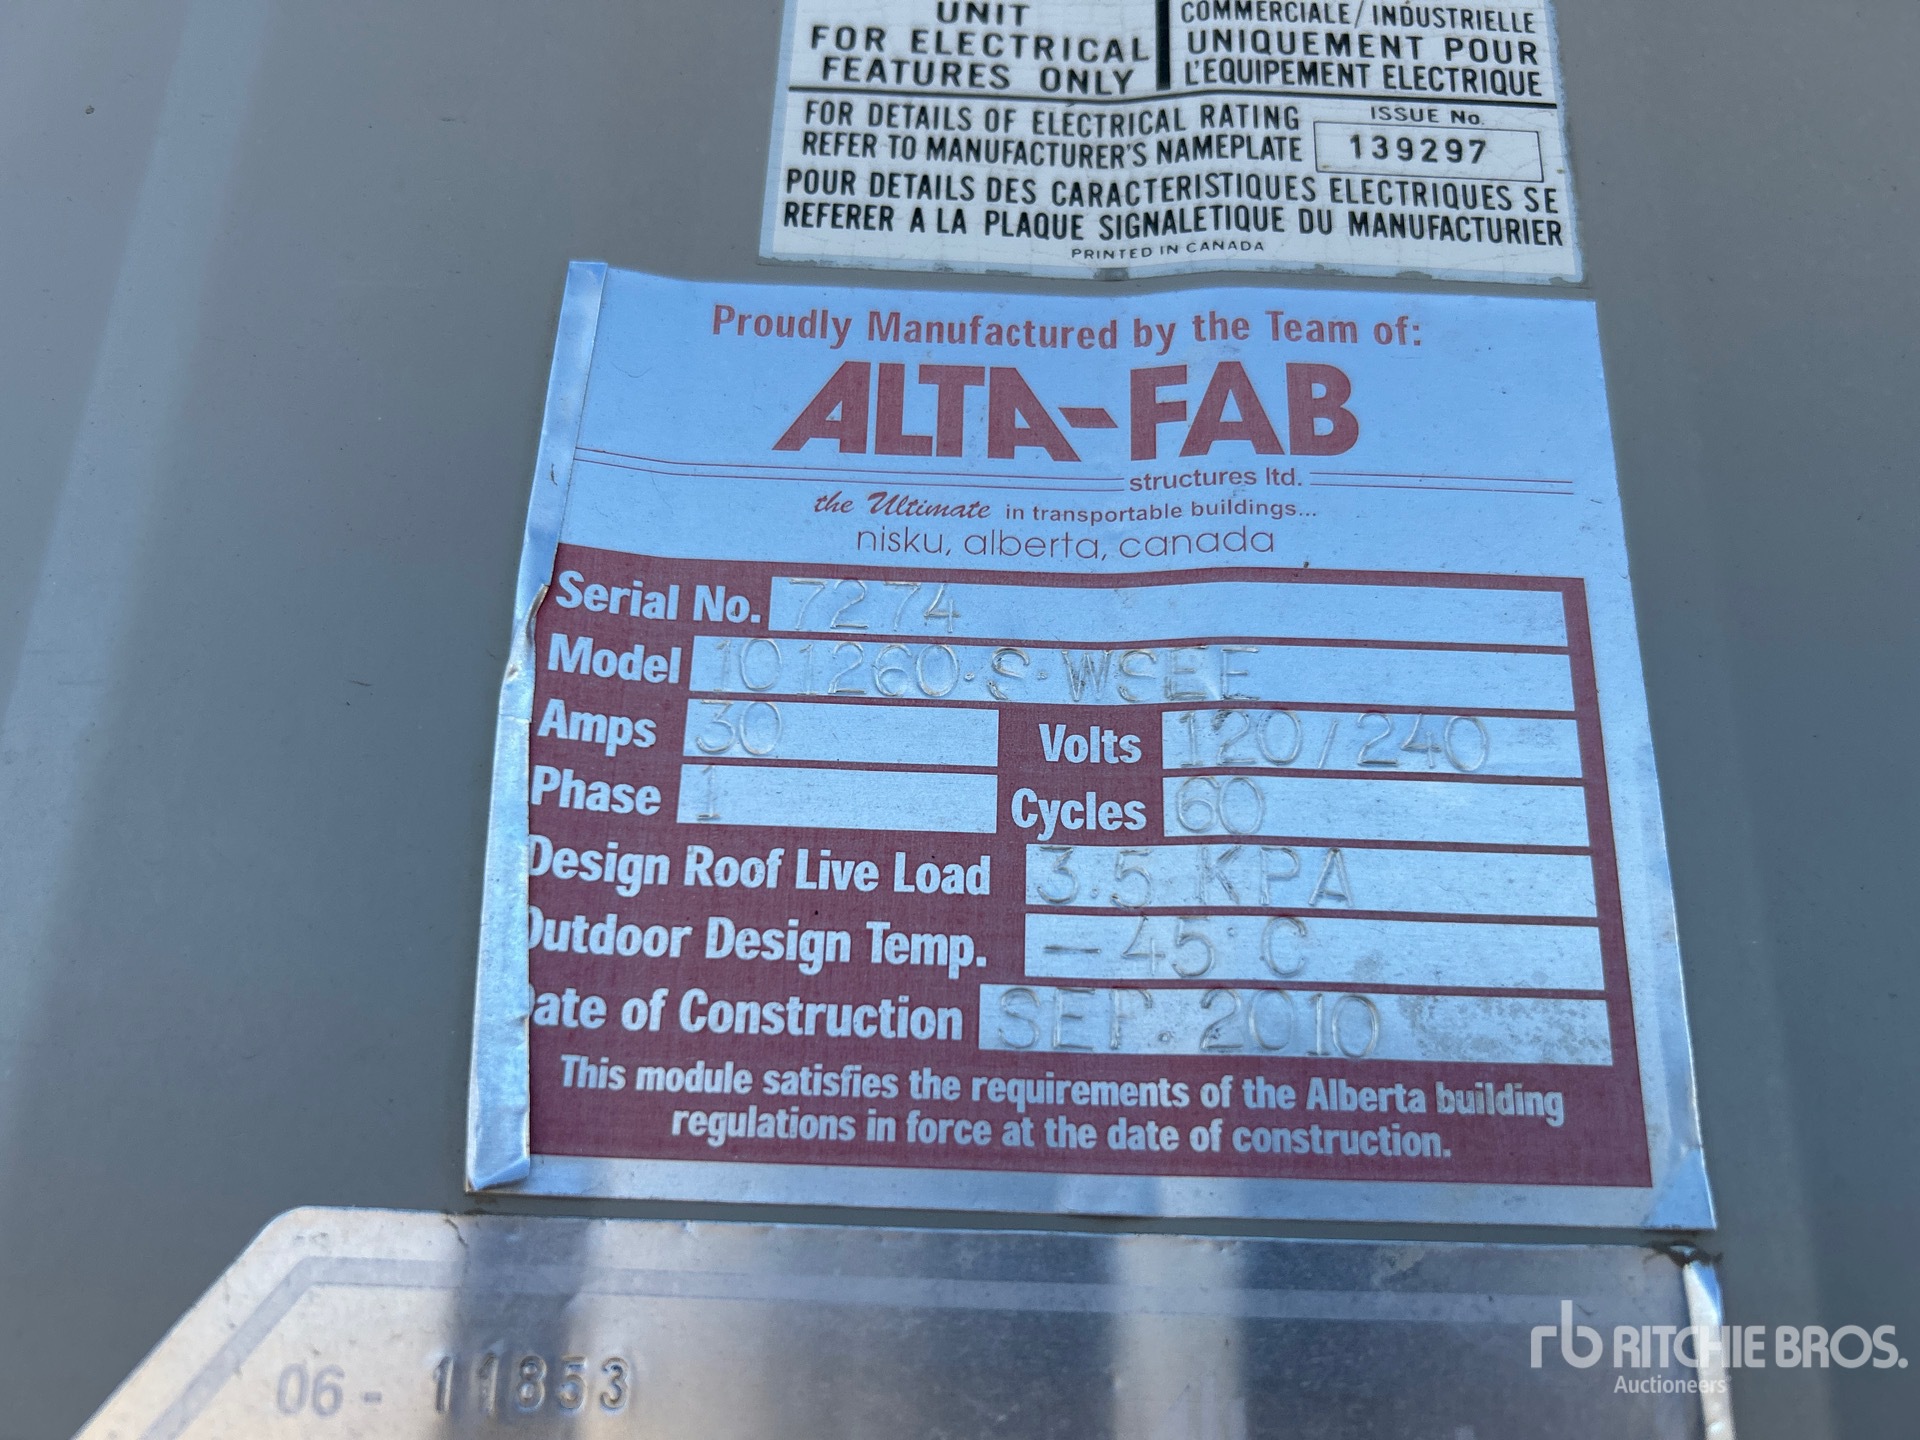 UNIT
FOR ELECTRICAL
FEATURES ONLY
COMMERCIALE/INDUSTRIELLE
UNIQUEMENT POUR
L'EQUIPEMENT ELECTRIQUE
FOR DETAILS OF ELECTRICAL RATING
REFER TO MANUFACTURER'S NAMEPLATE
ISSUE No.
139297
POUR DETAILS DES CARACTERISTIQUES ELECTRIQUES SE
REFERER A LA PLAQUE SIGNALETIQUE DU MANUFACTURIER
PRINTED IN CANADA
Proudly Manufactured by the Team of:
ALTA-FAB
structures ltd.
the Ultimate in transportable buildings...
nisku, alberta, canada
Serial No. 7274
Model 101260·S·WSEE
Amps 30 Volts 120/240
Phase 1 Cycles 60
Design Roof Live Load 3.5 KPA
Outdoor Design Temp. -45°C
Date of Construction SEP. 2010
This module satisfies the requirements of the Alberta building
regulations in force at the date of construction.
06 - 11853
rb RITCHIE BROS.
Auctioneers